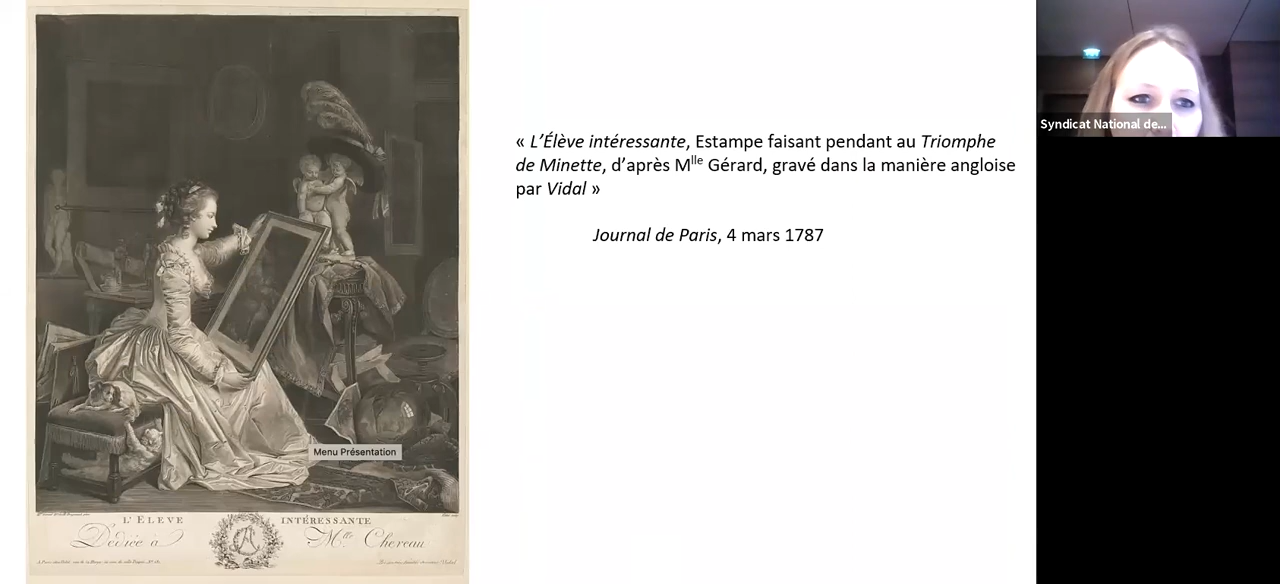 « L’Élève intéressante, Estampe faisant pendant au Triomphe
de Minette, d’après Mlle Gérard, gravé dans la manière angloise
par Vidal »
Journal de Paris, 4 mars 1787
Syndicat National de...
Menu Présentation
L'ELEVE INTÉRESSANTE
Dédiée à Mlle Chereau